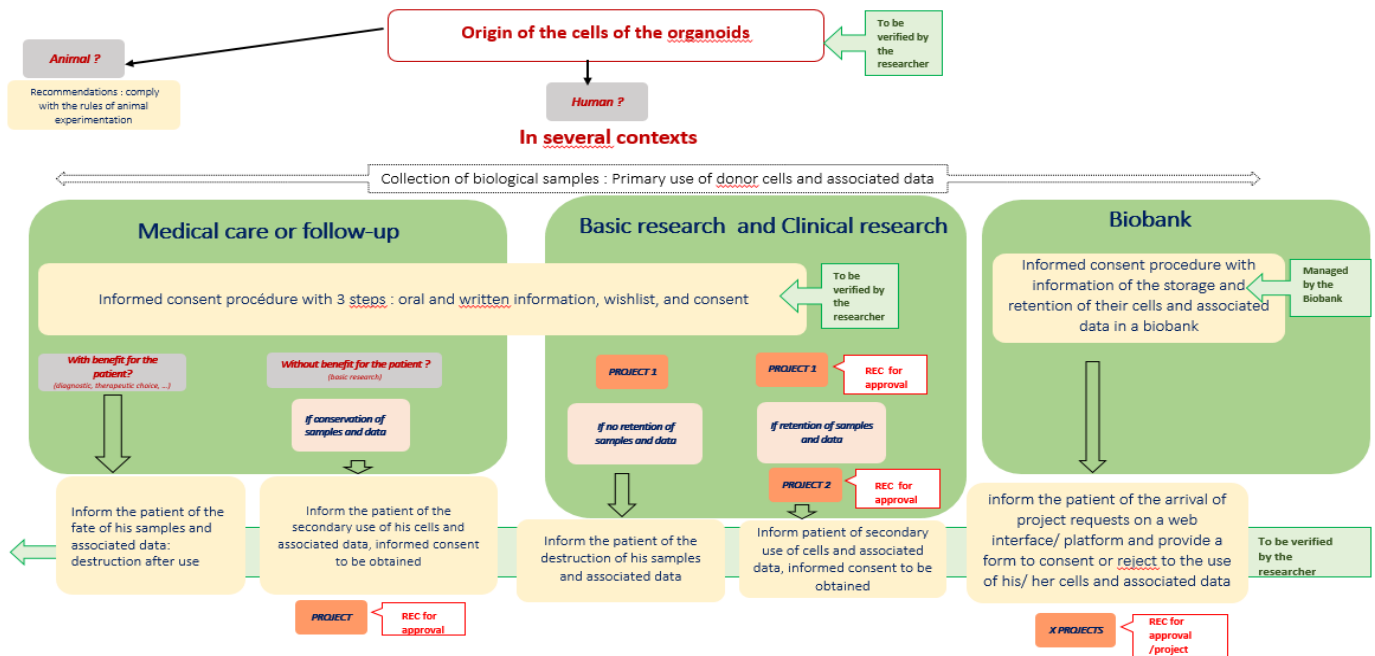 Origin of the cells of the organoids
To be
verified by
the
researcher
Animal ?
Recommendations : comply
with the rules of animal
experimentation
Human ?
In several contexts
Collection of biological samples : Primary use of donor cells and associated data
Medical care or follow-up
Basic research and Clinical research
Biobank
Informed consent procédure with 3 steps : oral and written information, wishlist, and consent
To be
verified by
the
researcher
Informed consent procedure with
information of the storage and
retention of their cells and associated
data in a biobank
Managed
by the
Biobank
With benefit for the
patient?
(diagnostic, therapeutic choice, ...)
Without benefit for the patient ?
(basic research)
PROJECT 1
PROJECT 1
REC for
approval
If conservation of
samples and data
If no retention of
samples and data
If retention of samples
and data
PROJECT 2
REC for
approval
Inform the patient of the
fate of his samples and
associated data:
destruction after use
Inform the patient of the
secondary use of his cells and
associated data, informed consent
to be obtained
Inform the patient of the
destruction of his samples
and associated data
Inform patient of secondary
use of cells and associated
data, informed consent to be
obtained
inform the patient of the arrival of
project requests on a web
interface/ platform and provide a
form to consent or reject to the use
of his/ her cells and associated data
To be verified
by the
researcher
PROJECT
REC for
approval
X PROJECTS
REC for
approval
/project